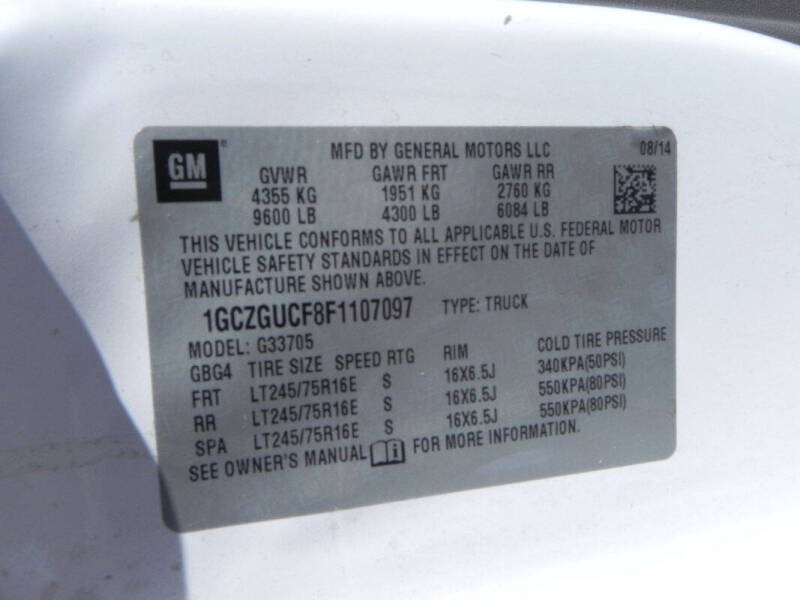 GM
MFD BY GENERAL MOTORS LLC 08/14
GVWR GAWR FRT GAWR RR
4355 KG 1951 KG 2760 KG
9600 LB 4300 LB 6084 LB
THIS VEHICLE CONFORMS TO ALL APPLICABLE U.S. FEDERAL MOTOR
VEHICLE SAFETY STANDARDS IN EFFECT ON THE DATE OF
MANUFACTURE SHOWN ABOVE.
1GCZGUCF8F1107097 TYPE: TRUCK
MODEL: G33705
GBG4 TIRE SIZE SPEED RTG RIM COLD TIRE PRESSURE
FRT LT245/75R16E S 16X6.5J 340KPA(50PSI)
RR LT245/75R16E S 16X6.5J 550KPA(80PSI)
SPA LT245/75R16E S 16X6.5J 550KPA(80PSI)
SEE OWNER'S MANUAL FOR MORE INFORMATION.